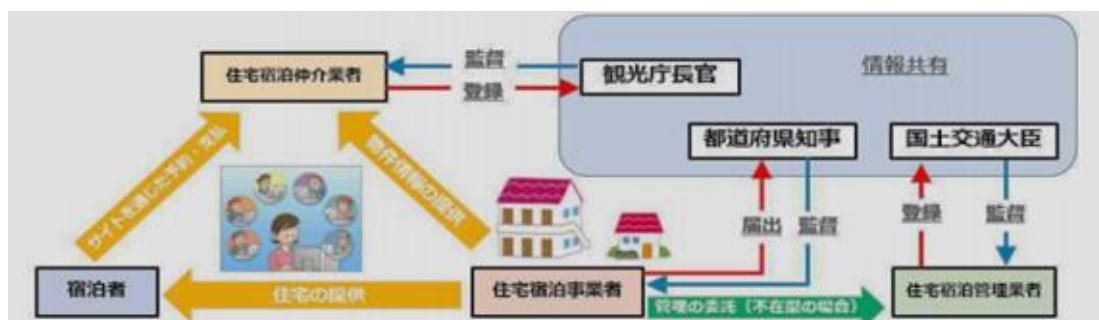 住宅宿泊仲介業者
監督
登録
観光庁長官
情報共有
都道府県知事
国土交通大臣
サイトを通じた予約・支払
物件情報の提供
届出
監督
登録
監督
宿泊者
住宅の提供
住宅宿泊事業者
管理の委託(不在型の場合)
住宅宿泊管理業者